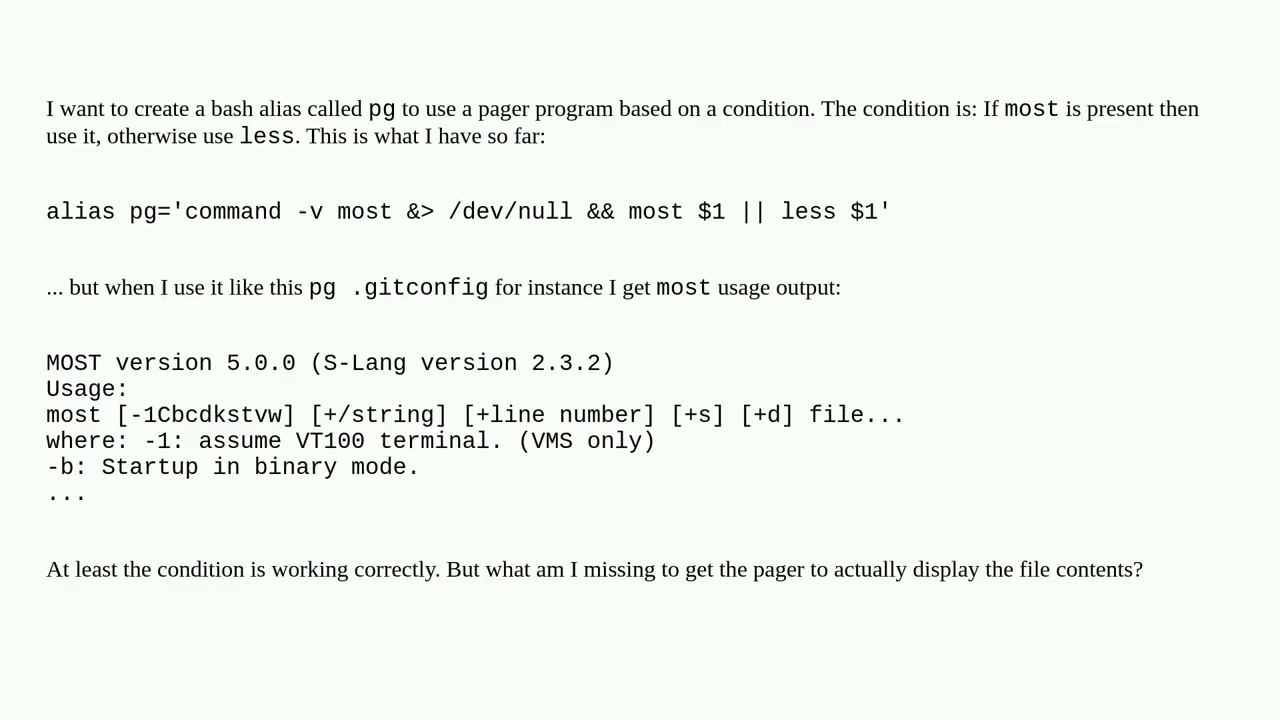 I want to create a bash alias called pg to use a pager program based on a condition. The condition is: If most is present then
use it, otherwise use less. This is what I have so far:
alias pg='command -v most &> /dev/null && most $1 || less $1'
... but when I use it like this pg .gitconfig for instance I get most usage output:
MOST version 5.0.0 (S-Lang version 2.3.2)
Usage:
most [-1Cbcdkstvw] [+/string] [+line number] [+s] [+d] file...
where: -1: assume VT100 terminal. (VMS only)
-b: Startup in binary mode.
...
At least the condition is working correctly. But what am I missing to get the pager to actually display the file contents?